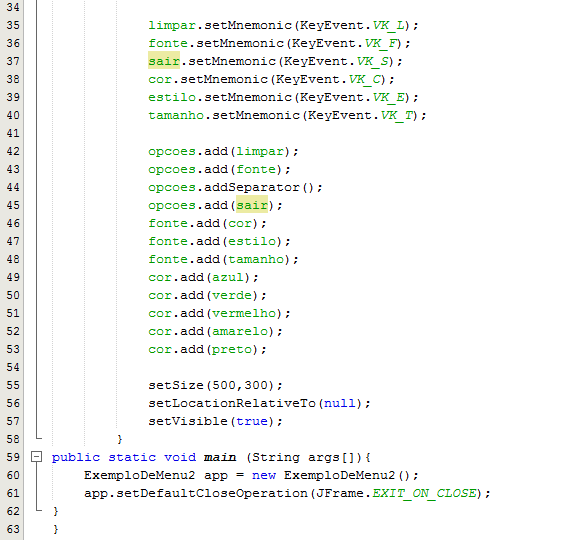 34
35 limpar.setMnemonic(KeyEvent.VK_L);
36 fonte.setMnemonic(KeyEvent.VK_F);
37 sair.setMnemonic(KeyEvent.VK_S);
38 cor.setMnemonic(KeyEvent.VK_C);
39 estilo.setMnemonic(KeyEvent.VK_E);
40 tamanho.setMnemonic(KeyEvent.VK_T);
41
42 opcoes.add(limpar);
43 opcoes.add(fonte);
44 opcoes.addSeparator();
45 opcoes.add(sair);
46 fonte.add(cor);
47 fonte.add(estilo);
48 fonte.add(tamanho);
49 cor.add(azul);
50 cor.add(verde);
51 cor.add(vermelho);
52 cor.add(amarelo);
53 cor.add(preto);
54
55 setSize(500,300);
56 setLocationRelativeTo(null);
57 setVisible(true);
58 }
59 public static void main (String args[]){
60 ExemploDeMenu2 app = new ExemploDeMenu2();
61 app.setDefaultCloseOperation(JFrame.EXIT_ON_CLOSE);
62 }
63 }